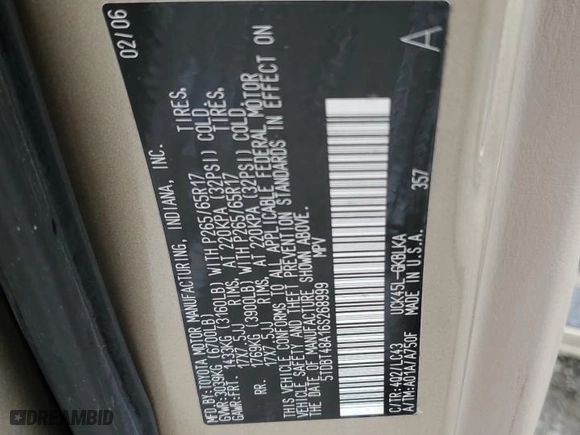 MFD.BY:TOYOTA MOTOR MANUFACTURING, INDIANA, INC. 02/06
GVWR:3039KG (6700LB)
GAWR:FRT. 1433KG (3160LB) WITH P265/65R17 TIRES.
17X7.5JJ RIMS. AT 220KPA (32PSI) COLD.
RR. 1769KG (3900LB) WITH P265/65R17 TIRES.
17X7.5JJ RIMS. AT 220KPA (32PSI) COLD.
THIS VEHICLE CONFORMS TO ALL APPLICABLE FEDERAL MOTOR
VEHICLE SAFETY AND THEFT PREVENTION STANDARDS IN EFFECT ON
THE DATE OF MANUFACTURE SHOWN ABOVE.
5TDBT48A16S268999 MPV
A
357
C/TR:4Q2/LC43 UCK45L-GKBLKA
A/TM:A01A/A750F MADE IN U.S.A.
DREAMBID